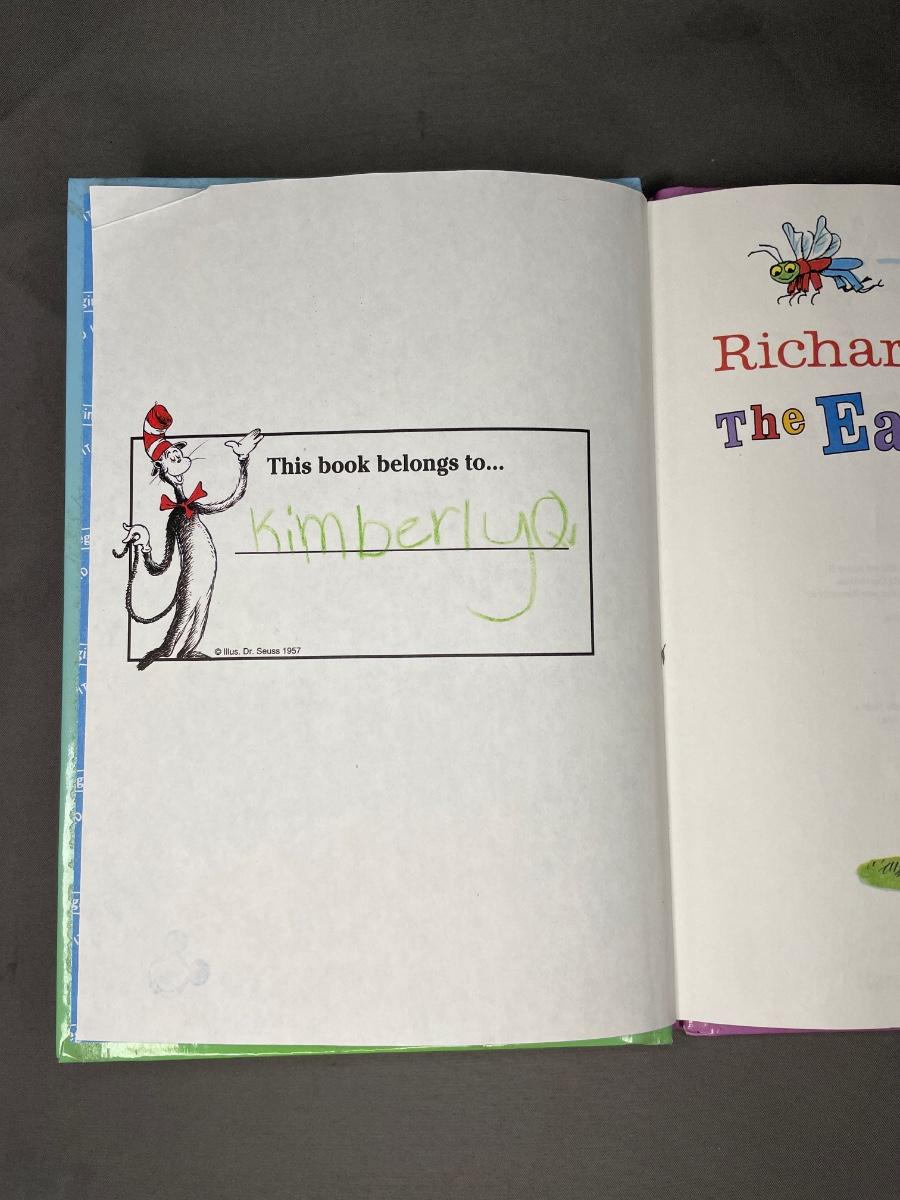 This book belongs to...
KimberlyQ.
© Illus. Dr. Seuss 1957
Richar
The Ea